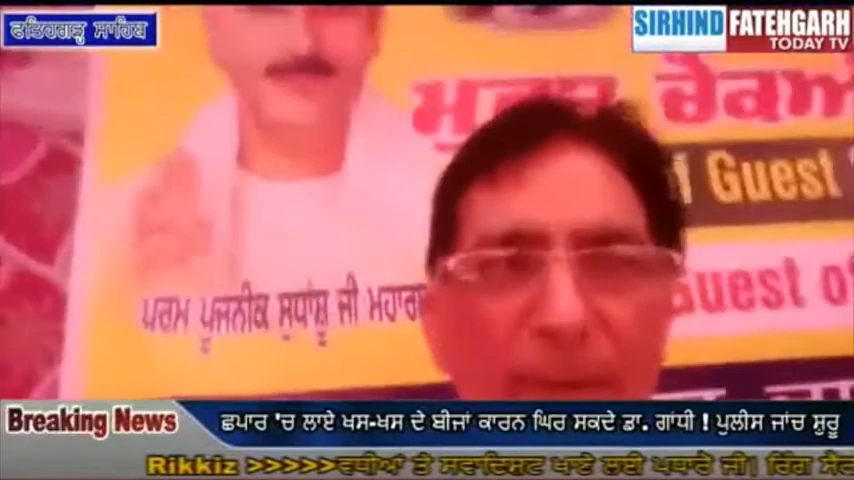 ਫਤਿਹਗੜ੍ਹ ਸਾਹਿਬ
SIRHIND FATEHGARH
TODAY TV
of Guest
ਪਰਮ ਪੂਜਨੀਕ ਸੁਧਾਂਸ਼ੂ ਜੀ ਮਹਾਰਾ
Guest o
Breaking News
ਛਪਾਰ 'ਚ ਲਾਏ ਖਸ-ਖਸ ਦੇ ਬੀਜਾਂ ਕਾਰਨ ਘਿਰ ਸਕਦੇ ਡਾ. ਗਾਂਧੀ ! ਪੁਲੀਸ ਜਾਂਚ ਸ਼ੁਰੂ
Rikkiz >>>>>ਵਧੀਆਂ ਤੇ ਸਵਾਦਿਸ਼ਟ ਖਾਣੇ ਲਈ ਪਧਾਰੋ ਜੀ| ਰਿੰਗ